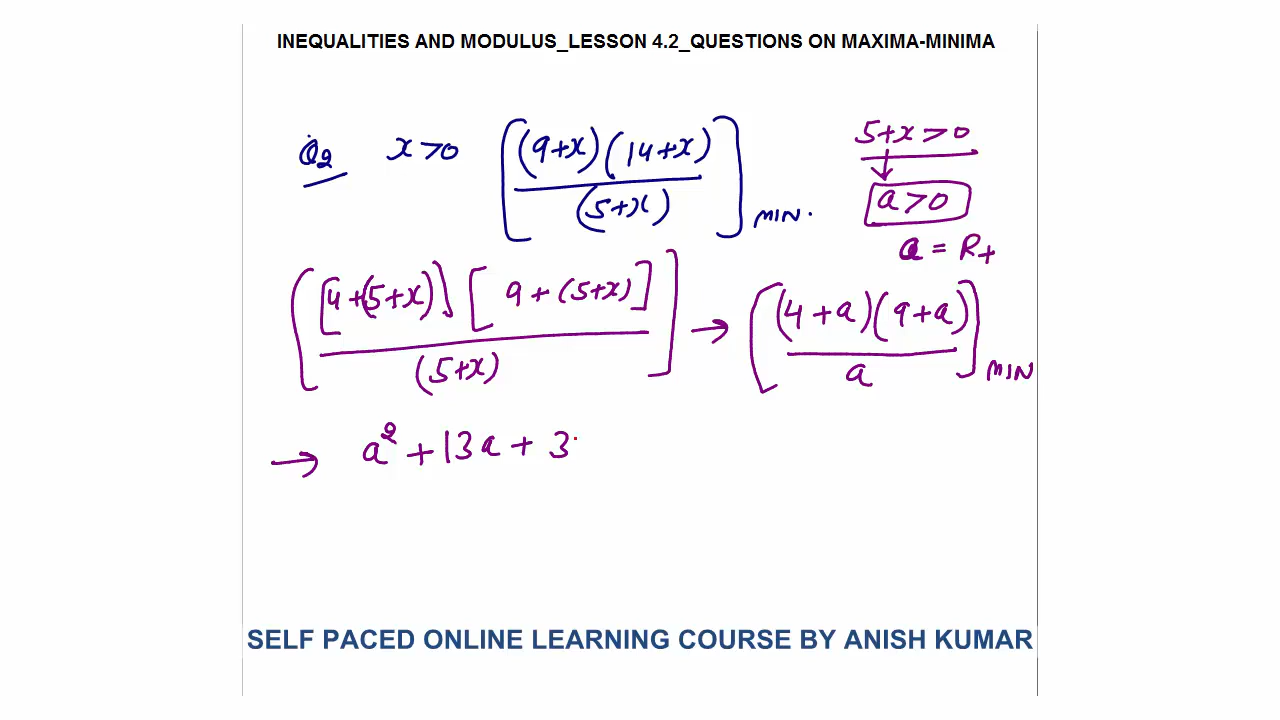 INEQUALITIES AND MODULUS_LESSON 4.2_QUESTIONS ON MAXIMA-MINIMA
Q2 x>0 [(9+x)(14+x)/(5+x)] MIN.
5+x>0
a>0
a = R+
([4+(5+x)] [9+(5+x)]/(5+x)) → [(4+a)(9+a)/a] MIN
→ a² + 13a + 3
SELF PACED ONLINE LEARNING COURSE BY ANISH KUMAR